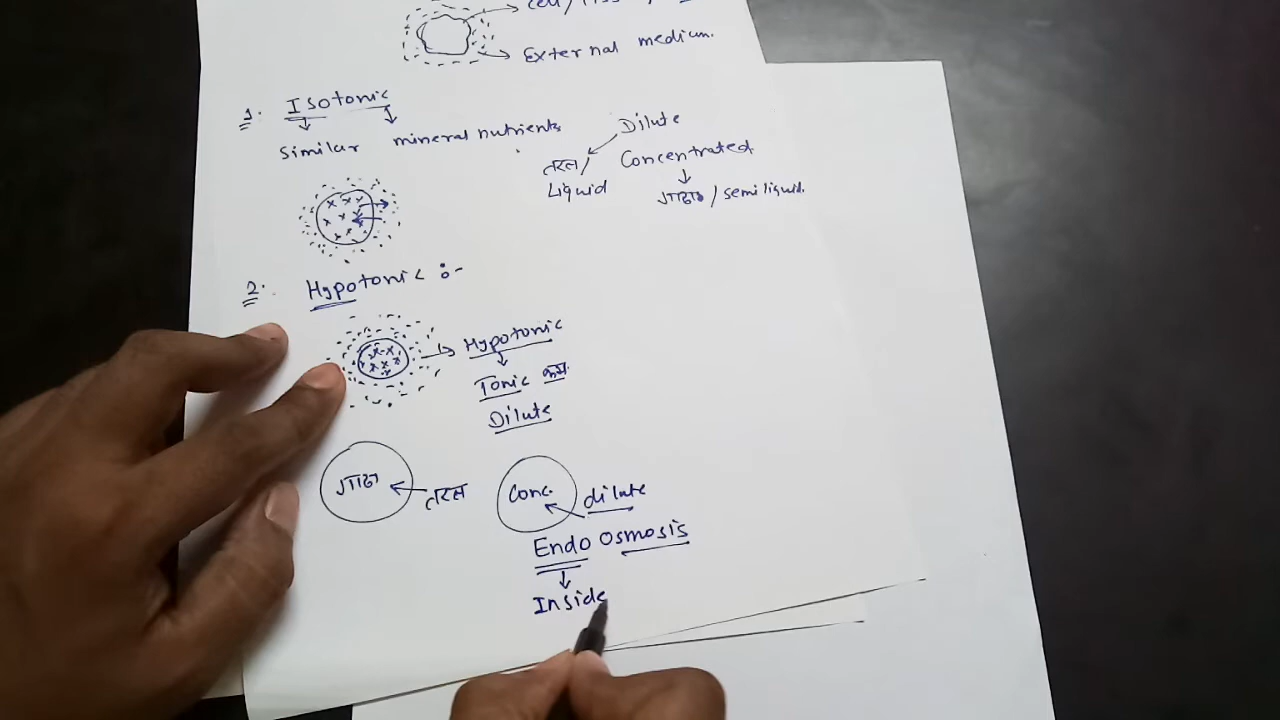 External medium.
1. Isotonic
Similar mineral nutrients
Dilute
तरल/
Liquid
Concentrated
गाढा / semi liquid.
2. Hypotonic :-
Hypotonic
Tonic कम
Dilute
गाढा
तरल
Conc.
dilute
Endo osmosis
Inside